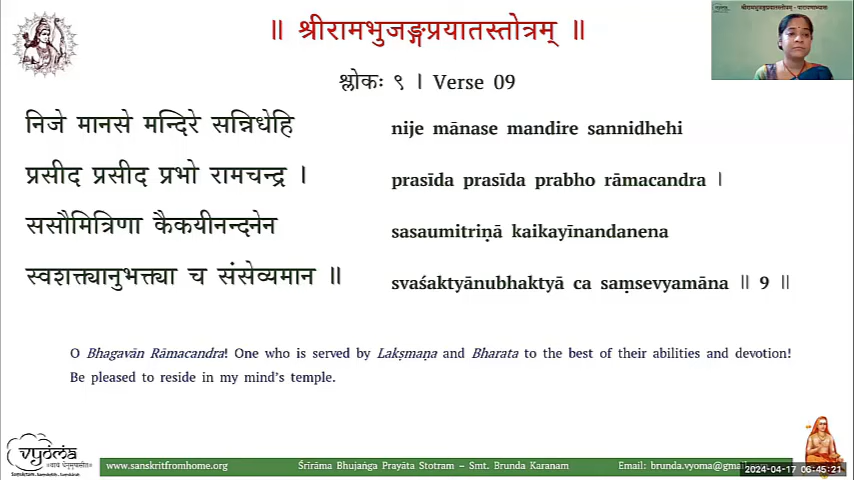 ॥ श्रीरामभुजङ्गप्रयातस्तोत्रम् ॥
श्लोकः ९ । Verse 09
निजे मानसे मन्दिरे सन्निधेहि
प्रसीद प्रसीद प्रभो रामचन्द्र ।
ससौमित्रिणा कैकयीनन्दनेन
स्वशक्त्यानुभक्त्या च संसेव्यमान ॥
nije mānase mandire sannidhehi
prasīda prasīda prabho rāmacandra |
sasaumitriṇā kaikayīnandanena
svaśaktyānubhaktyā ca saṃsevyamāna || 9 ||
O Bhagavān Rāmacandra! One who is served by Lakṣmaṇa and Bharata to the best of their abilities and devotion!
Be pleased to reside in my mind's temple.
vyoma
www.sanskritfromhome.org
Śrīrāma Bhujaṅga Prayāta Stotram – Smt. Brunda Karanam
Email: brunda.vyoma@gmail
2024-04-17 06:45:21